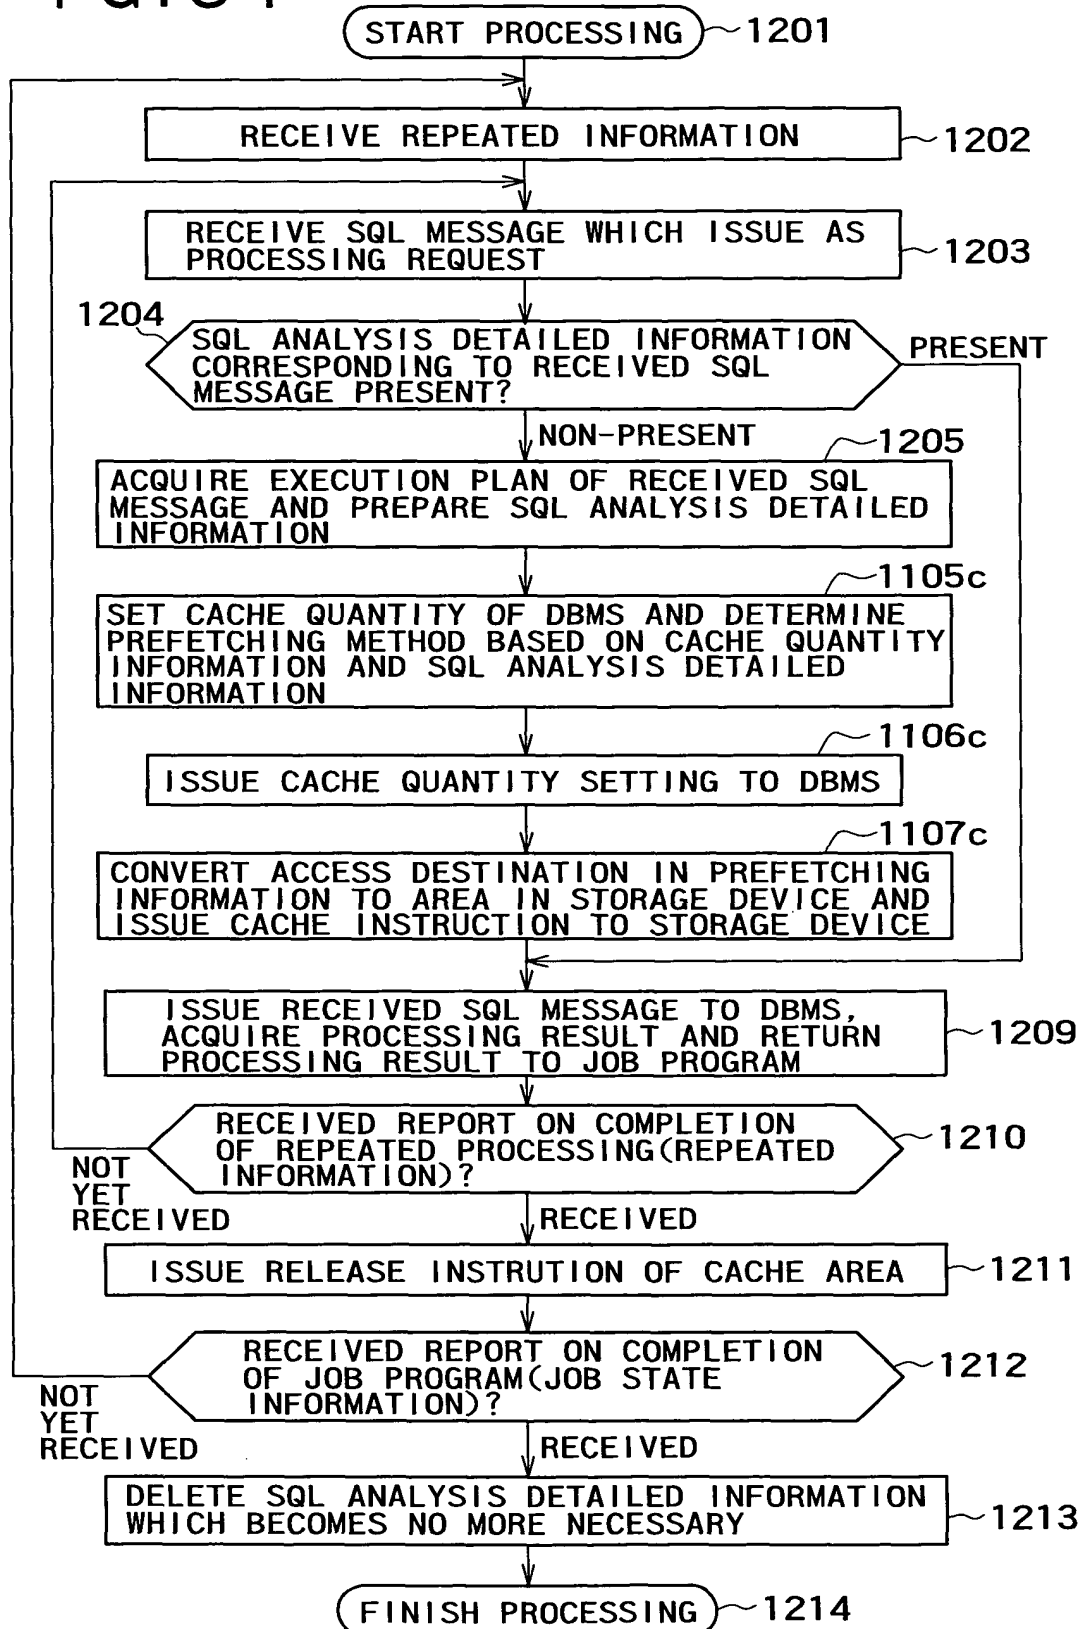 START PROCESSING
1201
RECEIVE REPEATED INFORMATION
1202
RECEIVE SQL MESSAGE WHICH ISSUE AS
PROCESSING REQUEST
1203
1204
SQL ANALYSIS DETAILED INFORMATION
CORRESPONDING TO RECEIVED SQL
MESSAGE PRESENT?
PRESENT
NON-PRESENT
1205
ACQUIRE EXECUTION PLAN OF RECEIVED SQL
MESSAGE AND PREPARE SQL ANALYSIS DETAILED
INFORMATION
1105c
SET CACHE QUANTITY OF DBMS AND DETERMINE
PREFETCHING METHOD BASED ON CACHE QUANTITY
INFORMATION AND SQL ANALYSIS DETAILED
INFORMATION
1106c
ISSUE CACHE QUANTITY SETTING TO DBMS
1107c
CONVERT ACCESS DESTINATION IN PREFETCHING
INFORMATION TO AREA IN STORAGE DEVICE AND
ISSUE CACHE INSTRUCTION TO STORAGE DEVICE
ISSUE RECEIVED SQL MESSAGE TO DBMS,
ACQUIRE PROCESSING RESULT AND RETURN
PROCESSING RESULT TO JOB PROGRAM
1209
RECEIVED REPORT ON COMPLETION
OF REPEATED PROCESSING(REPEATED
INFORMATION)?
1210
NOT
YET
RECEIVED
RECEIVED
ISSUE RELEASE INSTRUTION OF CACHE AREA
1211
RECEIVED REPORT ON COMPLETION
OF JOB PROGRAM(JOB STATE
INFORMATION)?
1212
NOT
YET
RECEIVED
RECEIVED
DELETE SQL ANALYSIS DETAILED INFORMATION
WHICH BECOMES NO MORE NECESSARY
1213
FINISH PROCESSING
1214